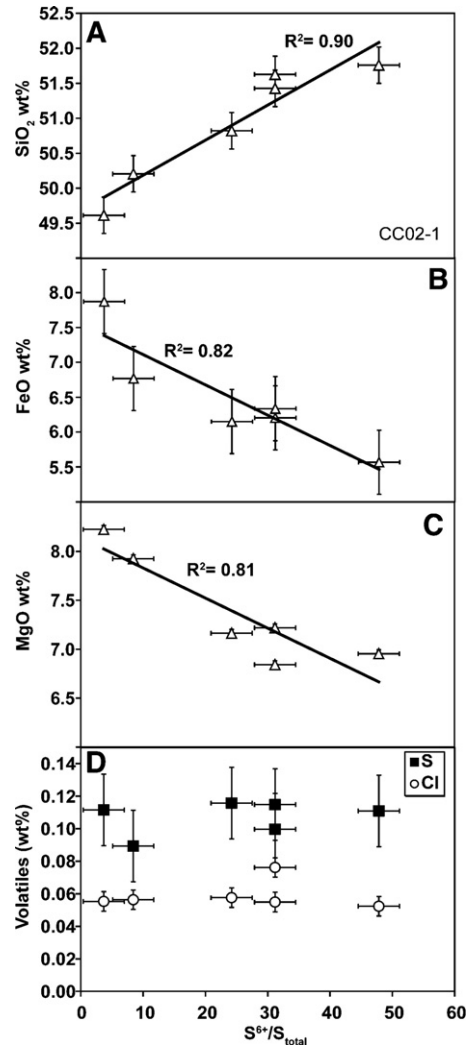 A
52.5
52.0
51.5
51.0
50.5
50.0
49.5
SiO₂ wt%
R²= 0.90
CC02-1
B
8.0
7.5
7.0
6.5
6.0
5.5
FeO wt%
R²= 0.82
C
8.0
7.5
7.0
6.5
MgO wt%
R²= 0.81
D
0.14
0.12
0.10
0.08
0.06
0.04
0.02
0.00
Volatiles (wt%)
S
Cl
0 10 20 30 40 50 60
S⁶⁺/S_total